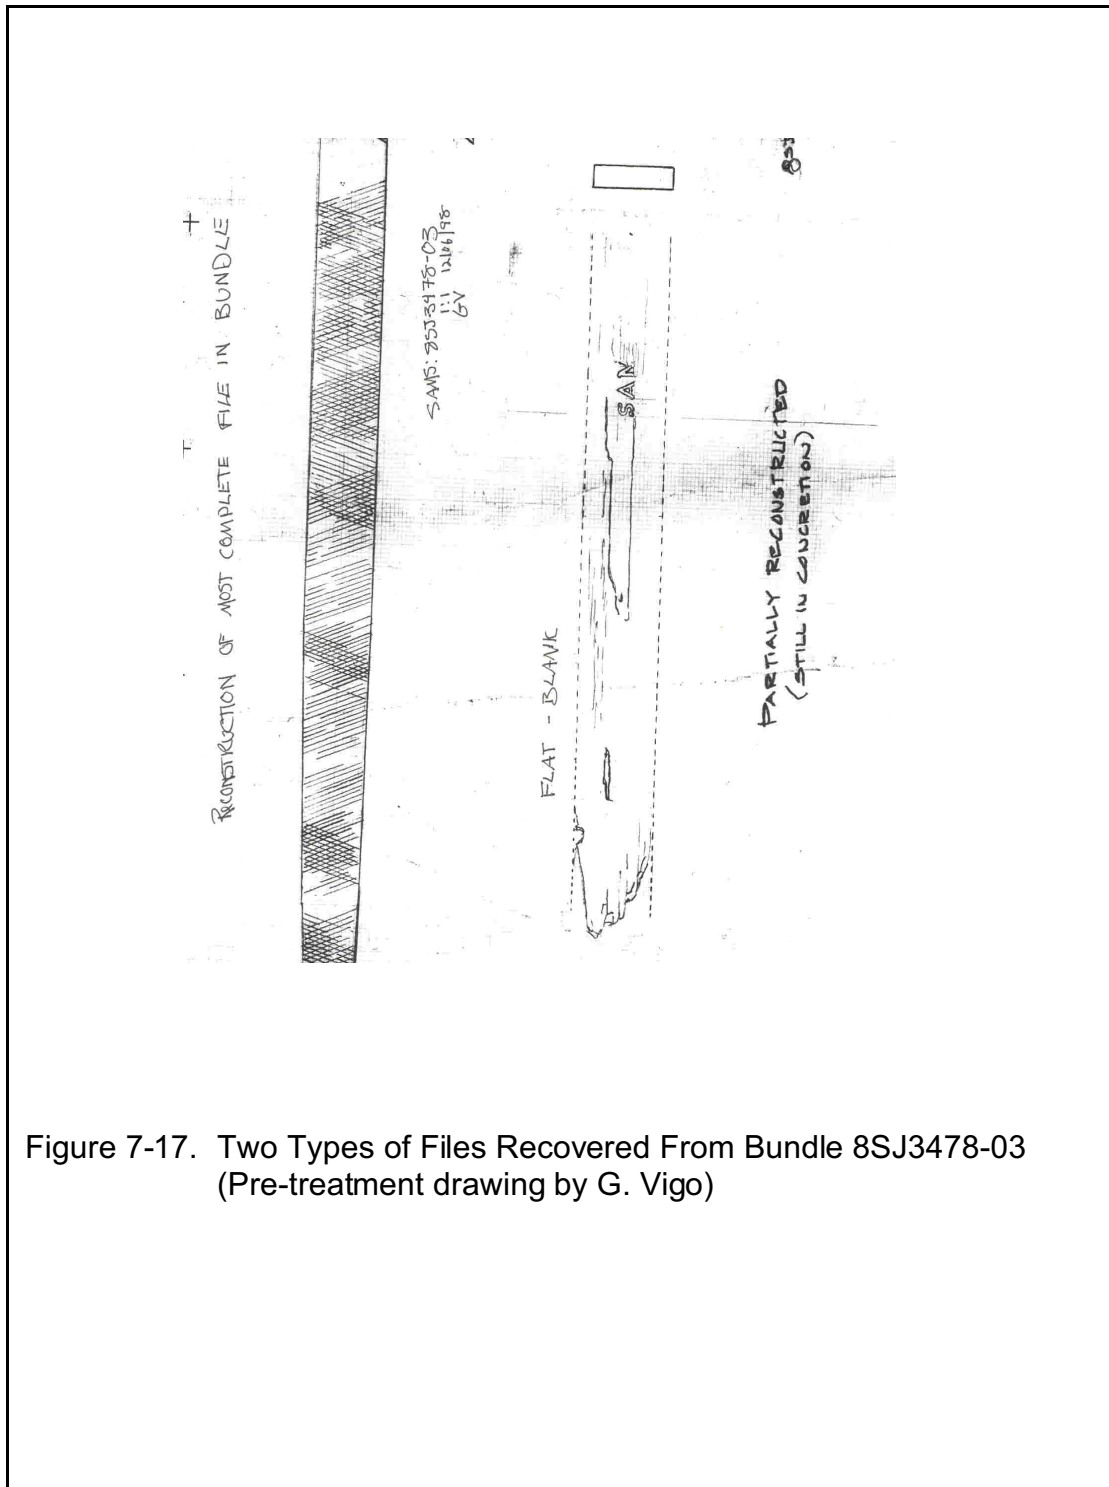 RECONSTRUCTION OF MOST COMPLETE FILE IN BUNDLE
SAMS: 8SJ3478-03
1:1 12/06/98
GV
FLAT - BLANK
SAN
PARTIALLY RECONSTRUCTED
(STILL IN CONCRETION)
8SJ
Figure 7-17. Two Types of Files Recovered From Bundle 8SJ3478-03
(Pre-treatment drawing by G. Vigo)